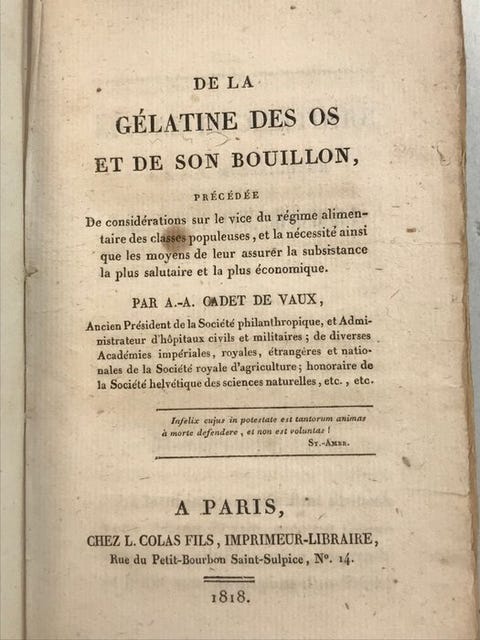 DE LA
GÉLATINE DES OS
ET DE SON BOUILLON,
PRÉCÉDÉE
De considérations sur le vice du régime alimen-
taire des classes populeuses, et la nécessité ainsi
que les moyens de leur assurer la subsistance
la plus salutaire et la plus économique.
PAR A.-A. CADET DE VAUX,
Ancien Président de la Société philanthropique, et Admi-
nistrateur d'hôpitaux civils et militaires ; de diverses
Académies impériales, royales, étrangères et natio-
nales de la Société royale d'agriculture ; honoraire de
la Société helvétique des sciences naturelles, etc., etc.
Infelix cujus in potestate est tantorum animas
à morte defendere, et non est voluntas !
St.-Ambr.
A PARIS,
CHEZ L. COLAS FILS, IMPRIMEUR-LIBRAIRE,
Rue du Petit-Bourbon Saint-Sulpice, N°. 14.
1818.